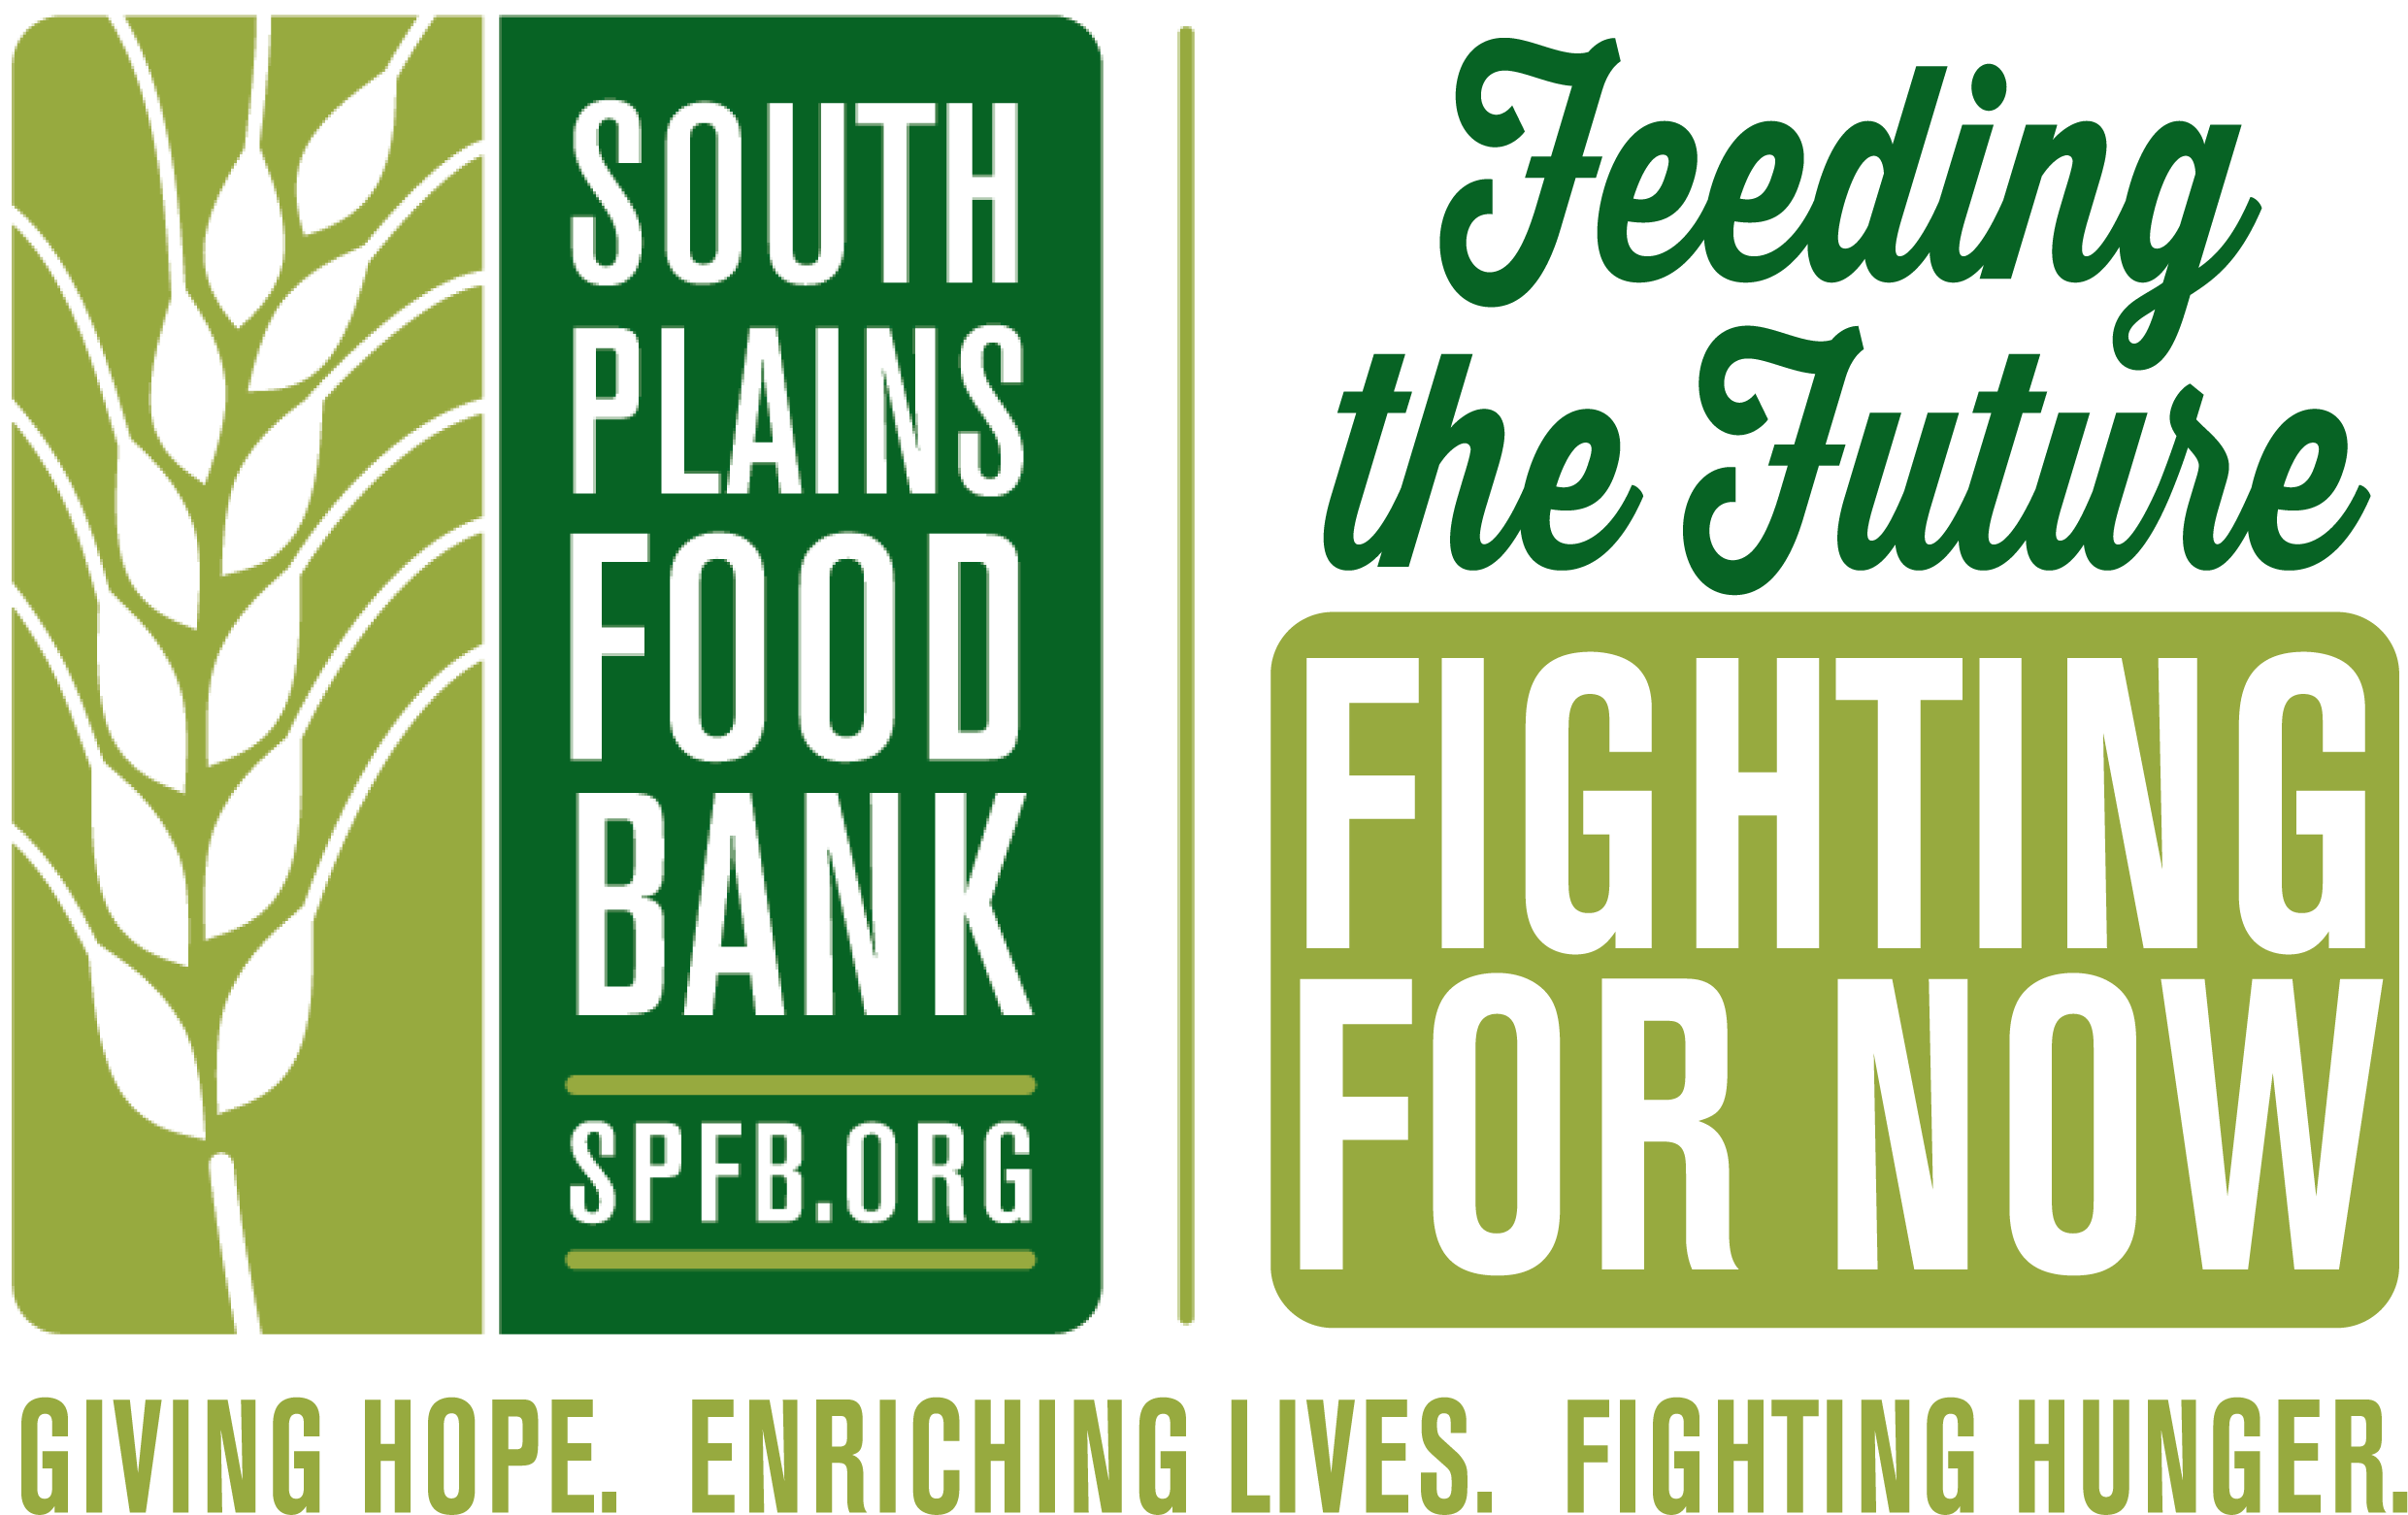 SOUTH
PLAINS
FOOD
BANK
SPFB.ORG
Feeding
the Future
FIGHTING
FOR NOW
GIVING HOPE. ENRICHING LIVES. FIGHTING HUNGER.